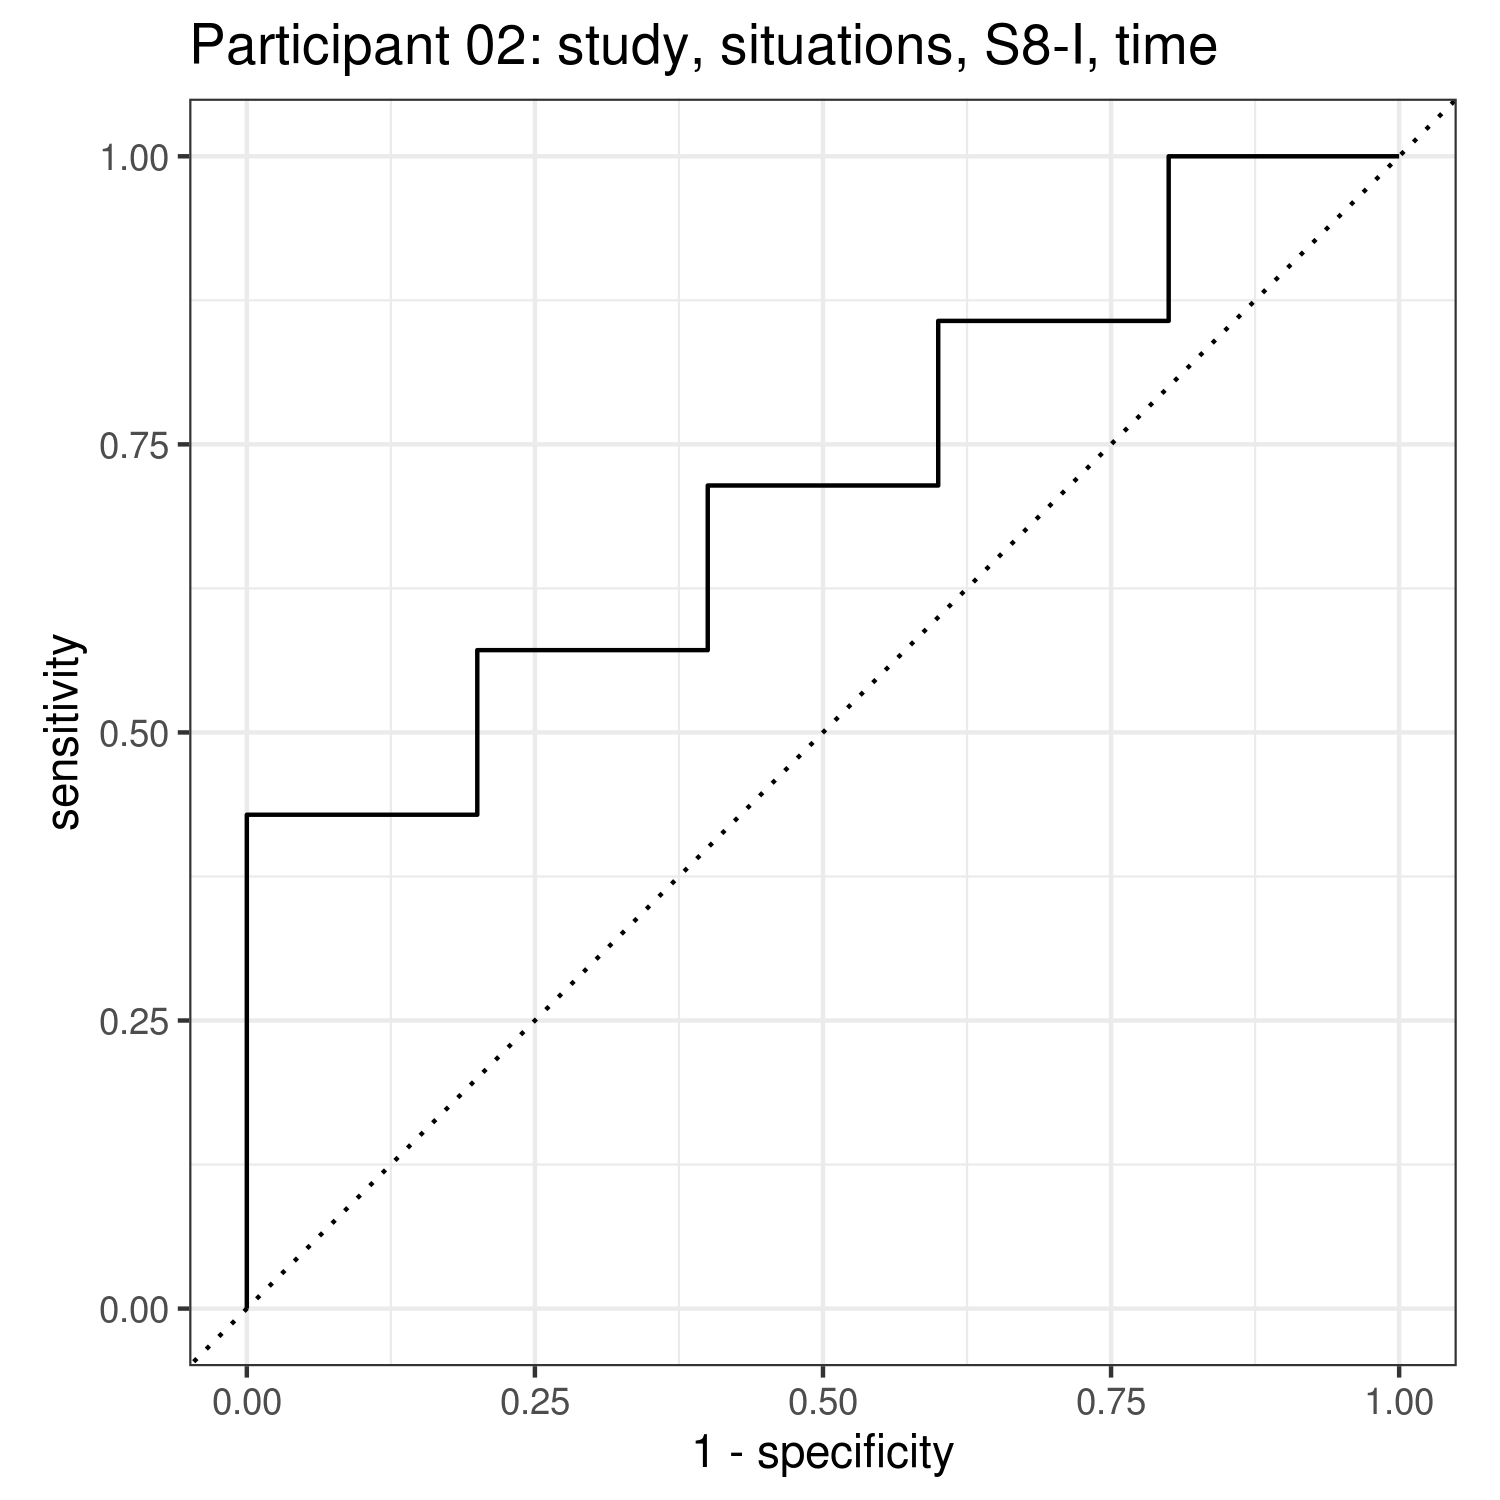 Participant 02: study, situations, S8-I, time
1.00
0.75
0.50
0.25
0.00
sensitivity
0.00 0.25 0.50 0.75 1.00
1 - specificity